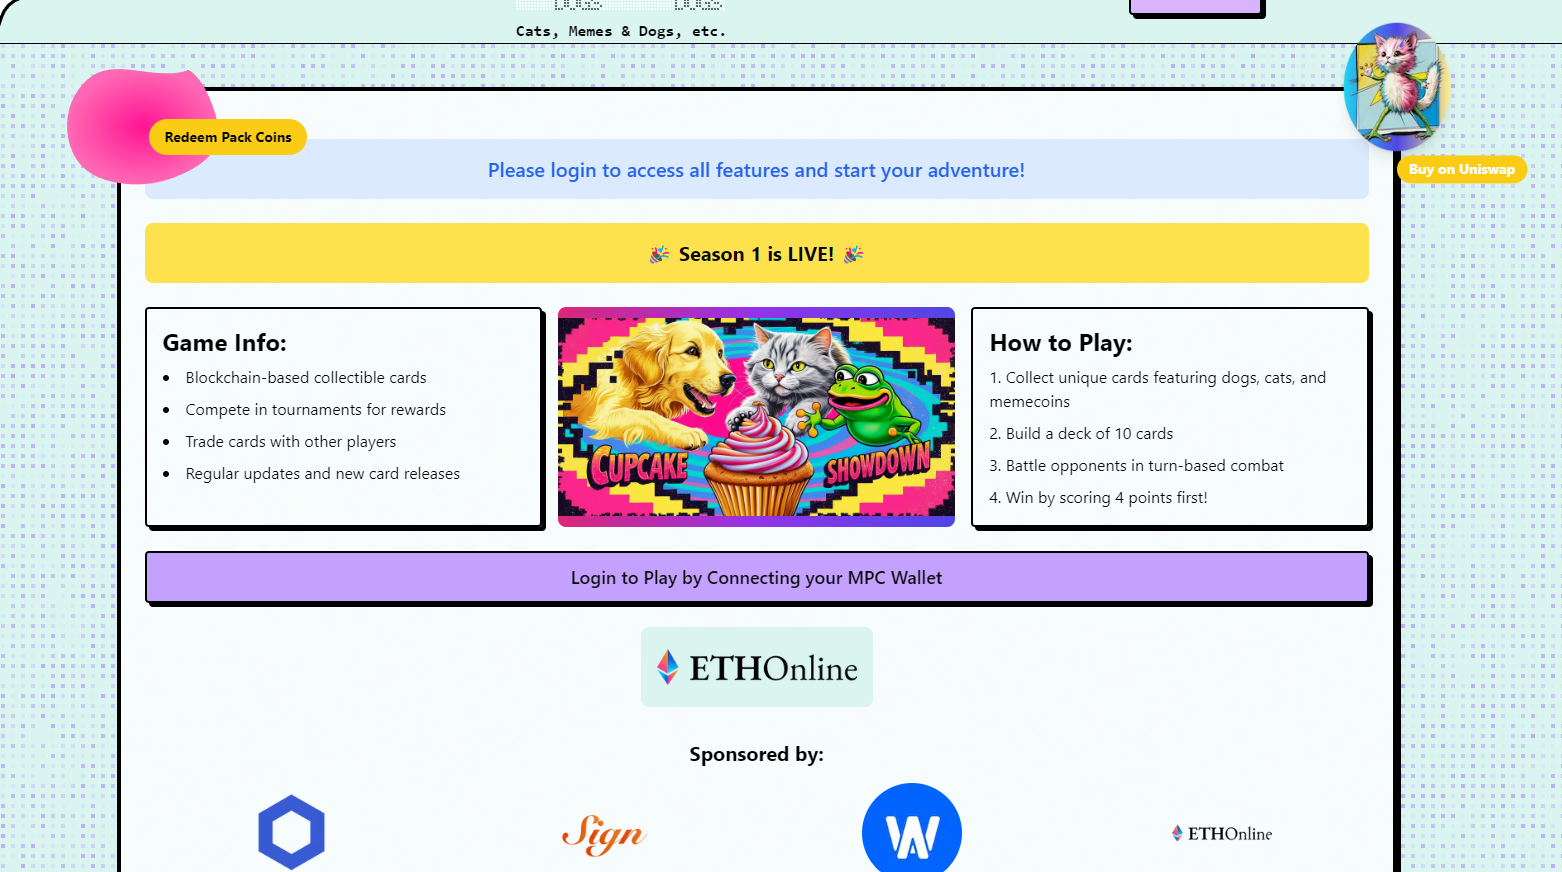 Cats, Memes & Dogs, etc.
Redeem Pack Coins
Buy on Uniswap
Please login to access all features and start your adventure!
🎉 Season 1 is LIVE! 🎉
Game Info:
• Blockchain-based collectible cards
• Compete in tournaments for rewards
• Trade cards with other players
• Regular updates and new card releases
CUPCAKE SHOWDOWN
How to Play:
1. Collect unique cards featuring dogs, cats, and
memecoins
2. Build a deck of 10 cards
3. Battle opponents in turn-based combat
4. Win by scoring 4 points first!
Login to Play by Connecting your MPC Wallet
ETHOnline
Sponsored by:
Sign
W
ETHOnline